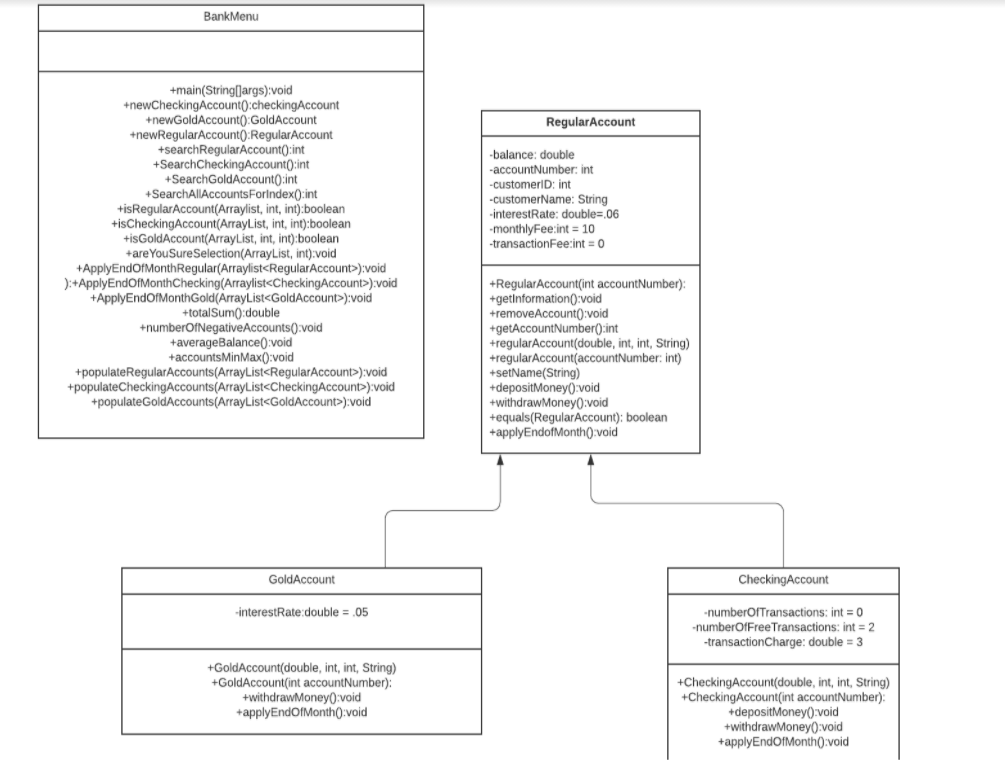 BankMenu
+main(String[]args):void
+newCheckingAccount():checkingAccount
+newGoldAccount():GoldAccount
+newRegularAccount():RegularAccount
+searchRegularAccount():int
+SearchCheckingAccount():int
+SearchGoldAccount():int
+SearchAllAccountsForIndex():int
+isRegularAccount(Arraylist, int, int):boolean
+isCheckingAccount(ArrayList, int, int):boolean
+isGoldAccount(ArrayList, int, int):boolean
+areYouSureSelection(ArrayList, int):void
+ApplyEndOfMonthRegular(Arraylist<RegularAccount>):void
):+ApplyEndOfMonthChecking(Arraylist<CheckingAccount>):void
+ApplyEndOfMonthGold(ArrayList<GoldAccount>):void
+totalSum():double
+numberOfNegativeAccounts():void
+averageBalance():void
+accountsMinMax():void
+populateRegularAccounts(ArrayList<RegularAccount>):void
+populateCheckingAccounts(ArrayList<CheckingAccount>):void
+populateGoldAccounts(ArrayList<GoldAccount>):void
RegularAccount
-balance: double
-accountNumber: int
-customerID: int
-customerName: String
-interestRate: double=.06
-monthlyFee:int = 10
-transactionFee:int = 0
+RegularAccount(int accountNumber):
+getInformation():void
+removeAccount():void
+getAccountNumber():int
+regularAccount(double, int, int, String)
+regularAccount(accountNumber: int)
+setName(String)
+depositMoney():void
+withdrawMoney():void
+equals(RegularAccount): boolean
+applyEndofMonth():void
GoldAccount
-interestRate:double = .05
+GoldAccount(double, int, int, String)
+GoldAccount(int accountNumber):
+withdrawMoney():void
+applyEndOfMonth():void
CheckingAccount
-numberOfTransactions: int = 0
-numberOfFreeTransactions: int = 2
-transactionCharge: double = 3
+CheckingAccount(double, int, int, String)
+CheckingAccount(int accountNumber):
+depositMoney():void
+withdrawMoney():void
+applyEndOfMonth():void